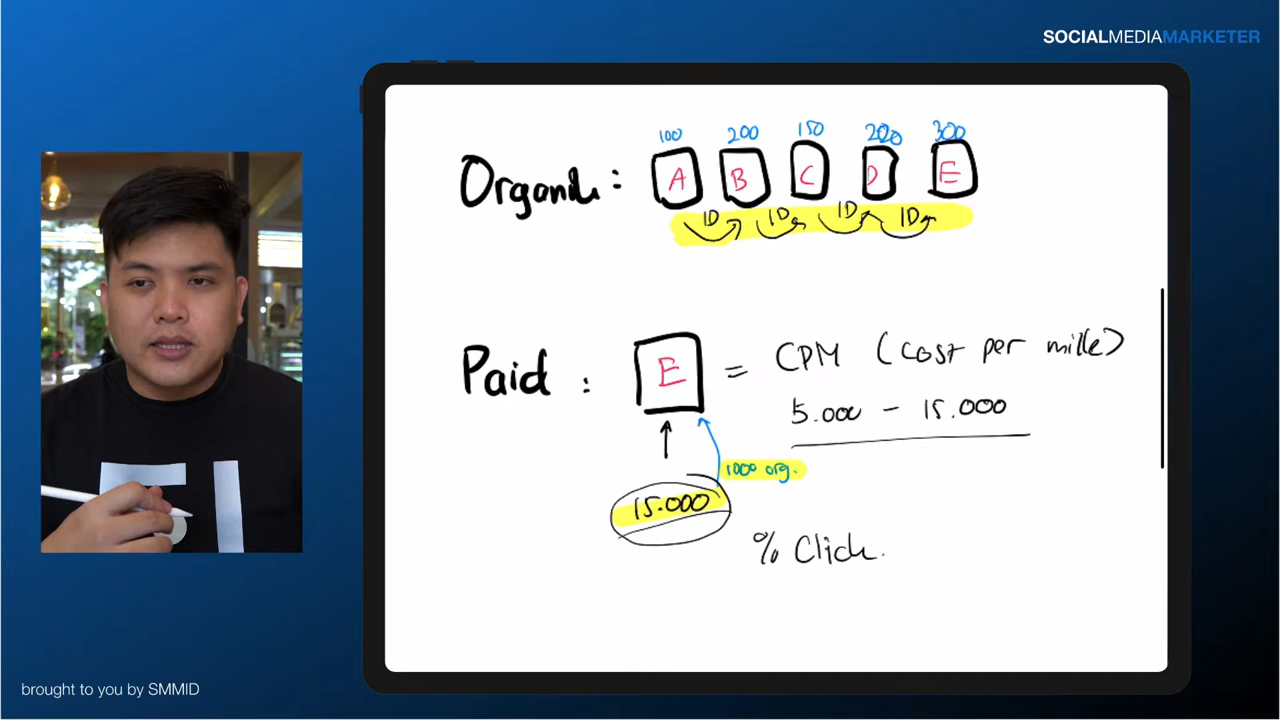 SOCIALMEDIAMARKETER
100 200 150 2020 300
Organik: A B C D E
1D 1D 1D 1D
Paid : E = CPM (Cost per mille)
5.000 - 15.000
1000 org.
15.000
% Click.
brought to you by SMMID